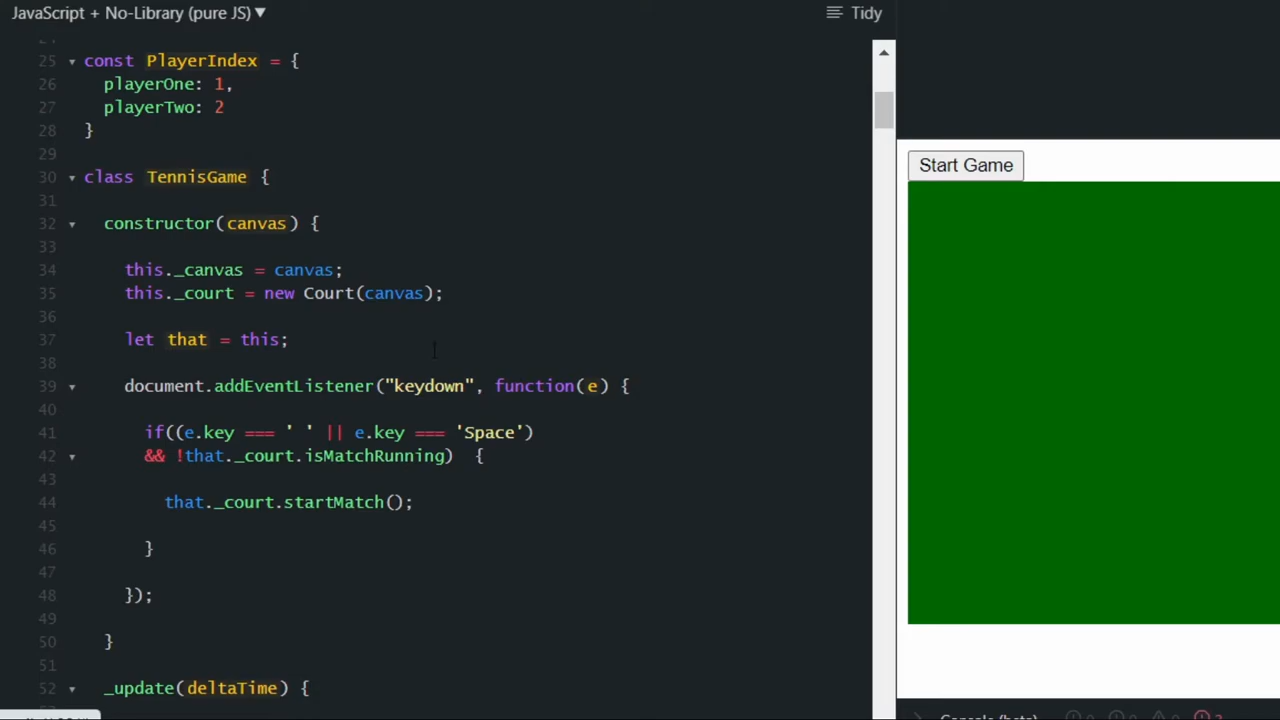 JavaScript + No-Library (pure JS) ▼
Tidy
25 const PlayerIndex = {
26 playerOne: 1,
27 playerTwo: 2
28 }
29
30 class TennisGame {
31
32 constructor(canvas) {
33
34 this._canvas = canvas;
35 this._court = new Court(canvas);
36
37 let that = this;
38
39 document.addEventListener("keydown", function(e) {
40
41 if((e.key === ' ' || e.key === 'Space')
42 && !that._court.isMatchRunning) {
43
44 that._court.startMatch();
45
46 }
47
48 });
49
50 }
51
52 _update(deltaTime) {
Start Game
Console (beta)